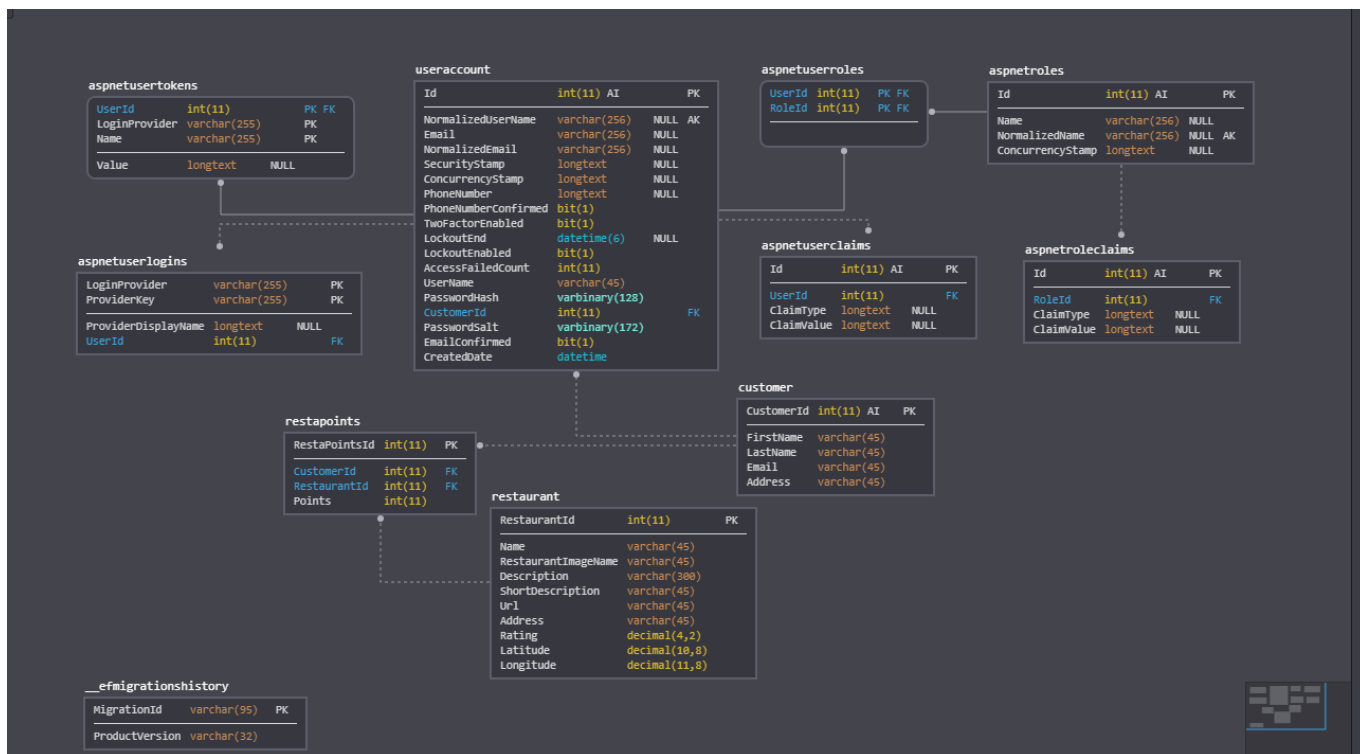 aspnetusertokens
UserId int(11) PK FK
LoginProvider varchar(255) PK
Name varchar(255) PK
Value longtext NULL
useraccount
Id int(11) AI PK
NormalizedUserName varchar(256) NULL AK
Email varchar(256) NULL
NormalizedEmail varchar(256) NULL
SecurityStamp longtext NULL
ConcurrencyStamp longtext NULL
PhoneNumber longtext NULL
PhoneNumberConfirmed bit(1)
TwoFactorEnabled bit(1)
LockoutEnd datetime(6) NULL
LockoutEnabled bit(1)
AccessFailedCount int(11)
UserName varchar(45)
PasswordHash varbinary(128)
CustomerId int(11) FK
PasswordSalt varbinary(172)
EmailConfirmed bit(1)
CreatedDate datetime
aspnetuserroles
UserId int(11) PK FK
RoleId int(11) PK FK
aspnetroles
Id int(11) AI PK
Name varchar(256) NULL
NormalizedName varchar(256) NULL AK
ConcurrencyStamp longtext NULL
aspnetuserlogins
LoginProvider varchar(255) PK
ProviderKey varchar(255) PK
ProviderDisplayName longtext NULL
UserId int(11) FK
aspnetuserclaims
Id int(11) AI PK
UserId int(11) FK
ClaimType longtext NULL
ClaimValue longtext NULL
aspnetroleclaims
Id int(11) AI PK
RoleId int(11) FK
ClaimType longtext NULL
ClaimValue longtext NULL
customer
CustomerId int(11) AI PK
FirstName varchar(45)
LastName varchar(45)
Email varchar(45)
Address varchar(45)
restapoints
RestaPointsId int(11) PK
CustomerId int(11) FK
RestaurantId int(11) FK
Points int(11)
restaurant
RestaurantId int(11) PK
Name varchar(45)
RestaurantImageName varchar(45)
Description varchar(300)
ShortDescription varchar(45)
Url varchar(45)
Address varchar(45)
Rating decimal(4,2)
Latitude decimal(10,8)
Longitude decimal(11,8)
__efmigrationshistory
MigrationId varchar(95) PK
ProductVersion varchar(32)